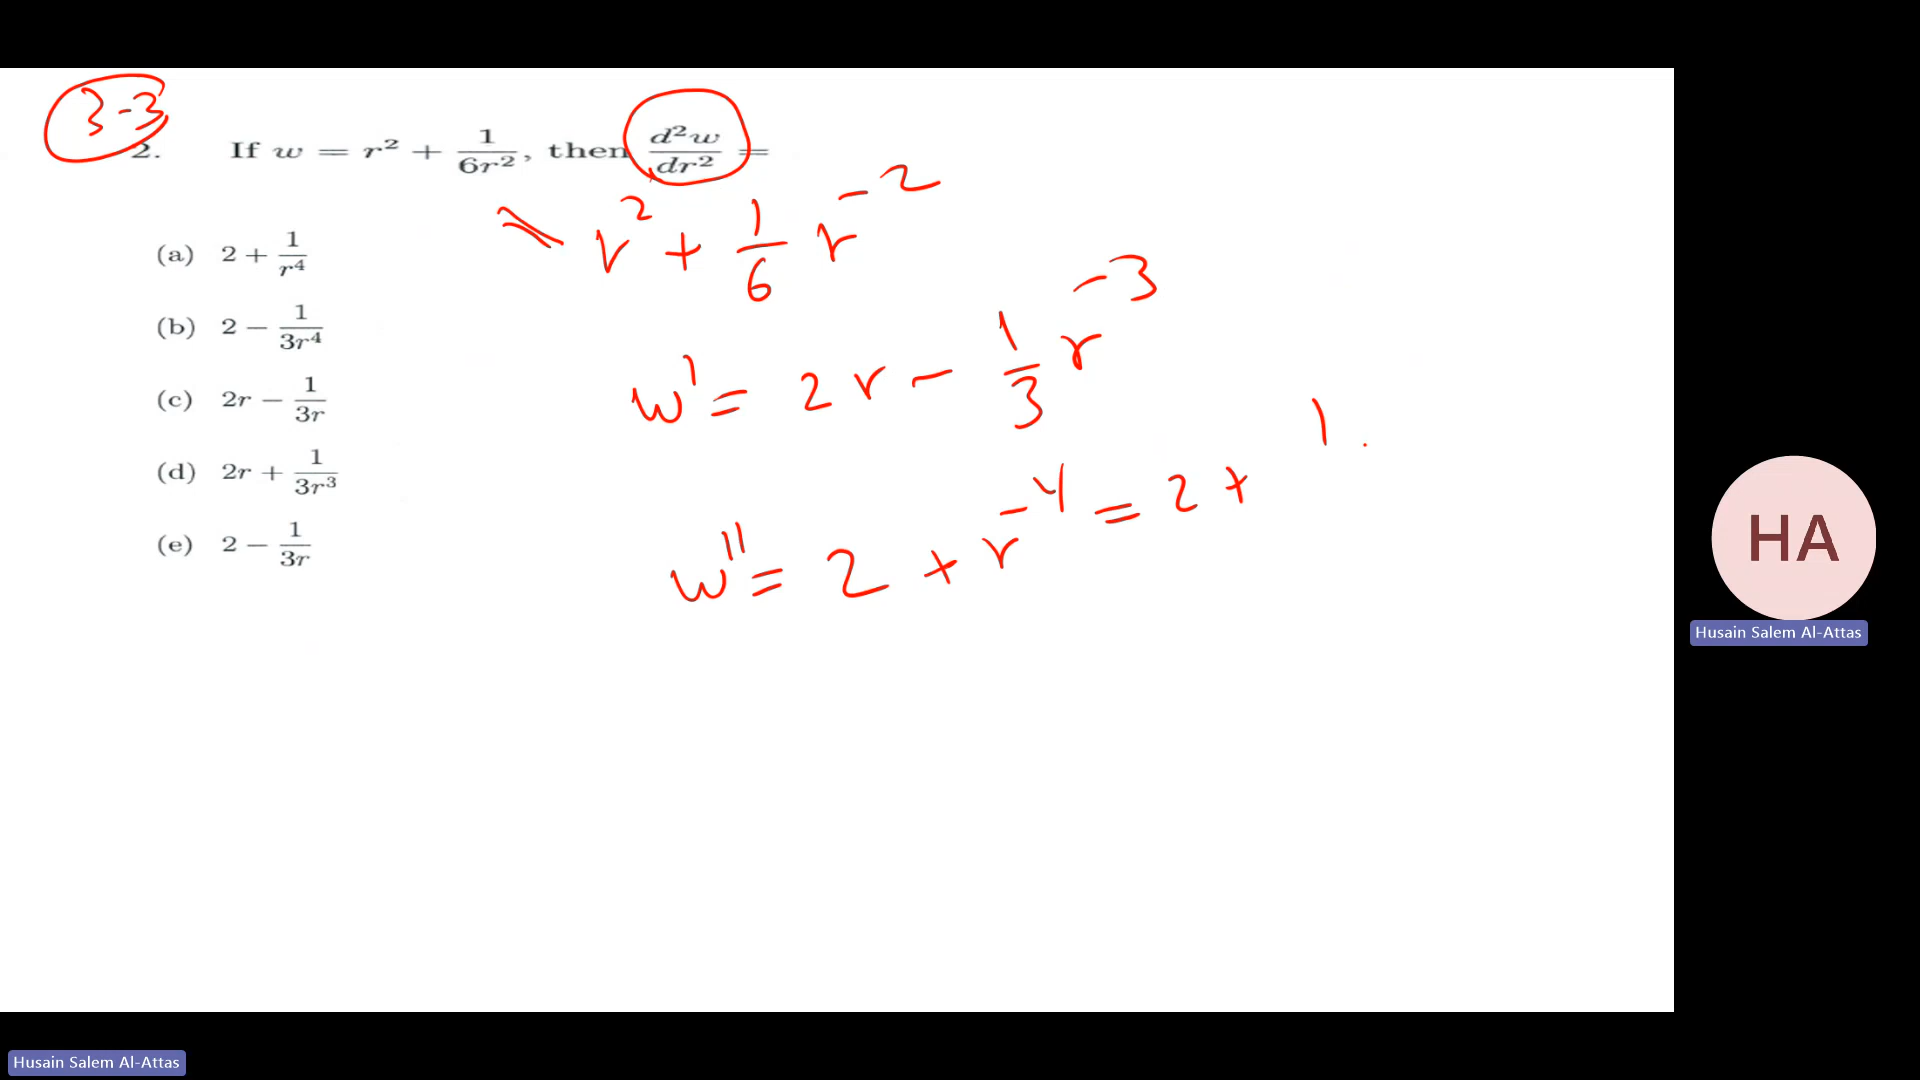 3-3
2. If w = r² + 1/(6r²), then d²w/dr² =
= r² + 1/6 r⁻²
(a) 2 + 1/r⁴
(b) 2 − 1/(3r⁴)
(c) 2r − 1/(3r)
(d) 2r + 1/(3r³)
(e) 2 − 1/(3r)
w' = 2r − 1/3 r⁻³
w'' = 2 + r⁻⁴ = 2 + 1
HA
Husain Salem Al-Attas
Husain Salem Al-Attas